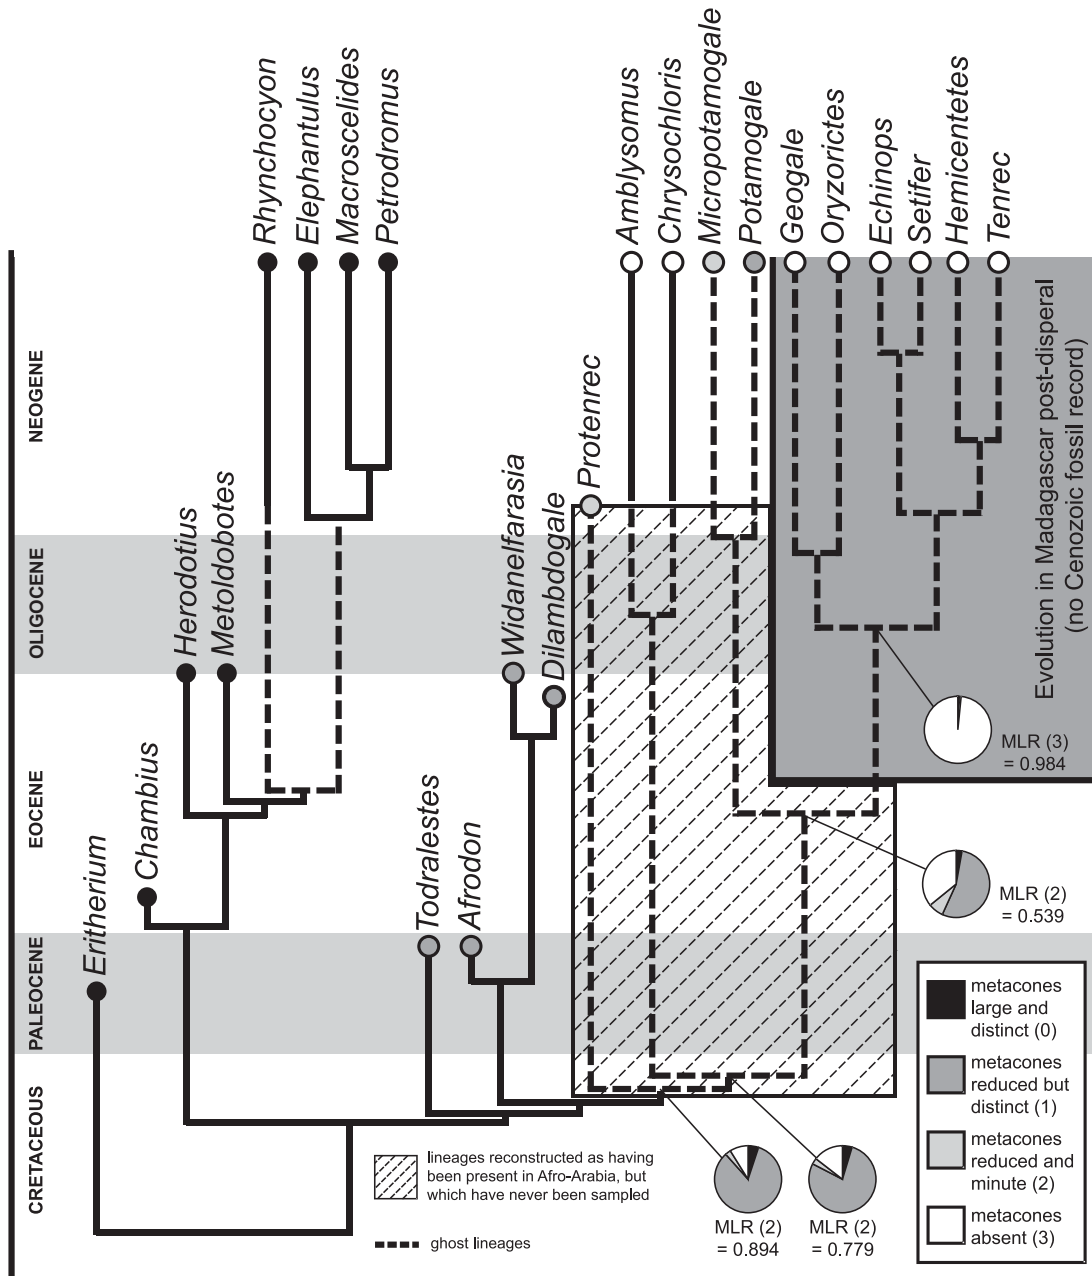 Rhynchocyon
Elephantulus
Macroscelides
Petrodromus
Amblysomus
Chrysochloris
Micropotamogale
Potamogale
Geogale
Oryzorictes
Echinops
Setifer
Hemicentetes
Tenrec
NEOGENE
OLIGOCENE
EOCENE
PALEOCENE
CRETACEOUS
Protenrec
Herodotius
Metoldobotes
Widanelfarasia
Dilambdogale
Chambius
Eritherium
Todralestes
Afrodon
Evolution in Madagascar post-disperal
(no Cenozoic fossil record)
MLR (3)
= 0.984
MLR (2)
= 0.539
MLR (2)
= 0.894
MLR (2)
= 0.779
metacones
large and
distinct (0)
metacones
reduced but
distinct (1)
metacones
reduced and
minute (2)
metacones
absent (3)
lineages reconstructed as having
been present in Afro-Arabia, but
which have never been sampled
ghost lineages